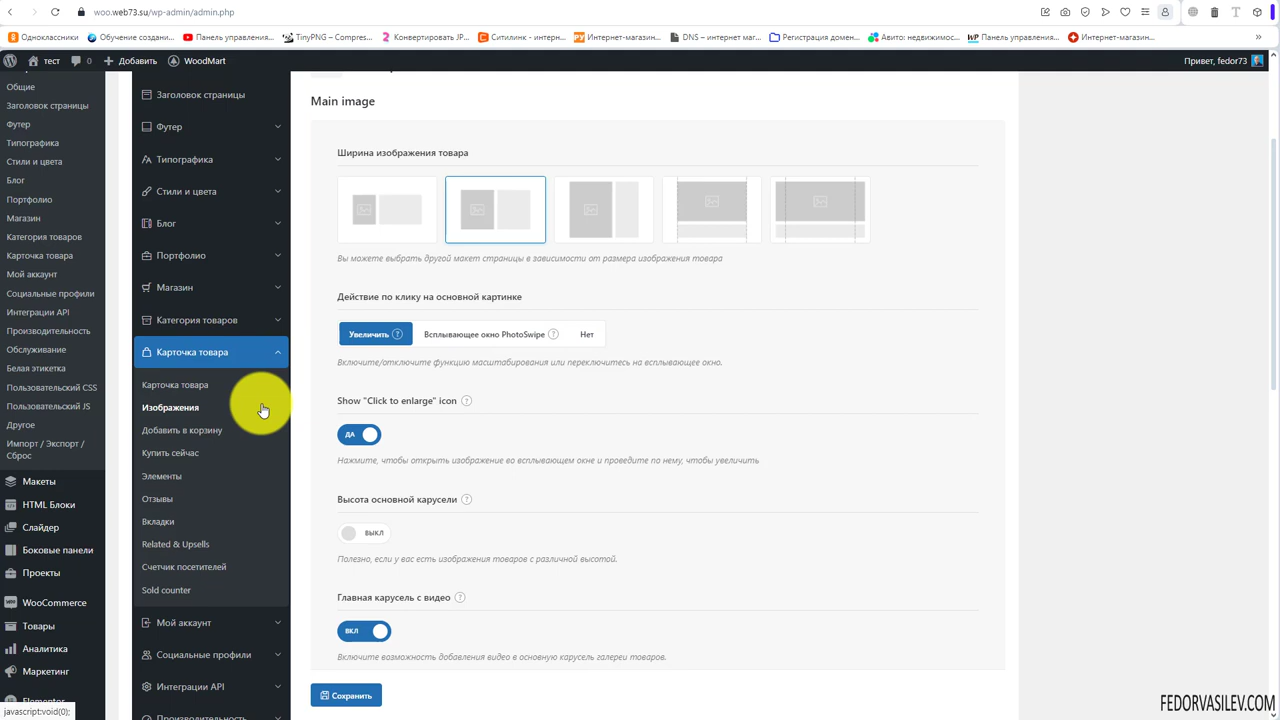 woo.web73.su/wp-admin/admin.php
Одноклассники
Обучение создани...
Панель управления...
TinyPNG – Compres...
Конвертировать JP...
Ситилинк - интерне...
Интернет-магазин...
DNS – интернет маг...
Регистрация домен...
Авито: недвижимос...
Панель управления...
Интернет-магазин...
»
тест
0
Добавить
WoodMart
Привет, fedor73
Общие
Заголовок страницы
Футер
Типографика
Стили и цвета
Блог
Портфолио
Магазин
Категория товаров
Карточка товара
Мой аккаунт
Социальные профили
Интеграции API
Производительность
Обслуживание
Белая этикетка
Пользовательский CSS
Пользовательский JS
Другое
Импорт / Экспорт /
Сброс
Макеты
HTML Блоки
Слайдер
Боковые панели
Проекты
WooCommerce
Товары
Аналитика
Маркетинг
Elementor
javascript:void(0);
Заголовок страницы
Футер
Типографика
Стили и цвета
Блог
Портфолио
Магазин
Категория товаров
Карточка товара
Карточка товара
Изображения
Добавить в корзину
Купить сейчас
Элементы
Отзывы
Вкладки
Related & Upsells
Счетчик посетителей
Sold counter
Мой аккаунт
Социальные профили
Интеграции API
Производительность
Main image
Ширина изображения товара
Вы можете выбрать другой макет страницы в зависимости от размера изображения товара
Действие по клику на основной картинке
Увеличить ?
Всплывающее окно PhotoSwipe ?
Нет
Включите/отключите функцию масштабирования или переключитесь на всплывающее окно.
Show "Click to enlarge" icon ?
ДА
Нажмите, чтобы открыть изображение во всплывающем окне и проведите по нему, чтобы увеличить
Высота основной карусели ?
ВЫКЛ
Полезно, если у вас есть изображения товаров с различной высотой.
Главная карусель с видео ?
ВКЛ
Включите возможность добавления видео в основную карусель галереи товаров.
Сохранить
FEDORVASILEV.COM